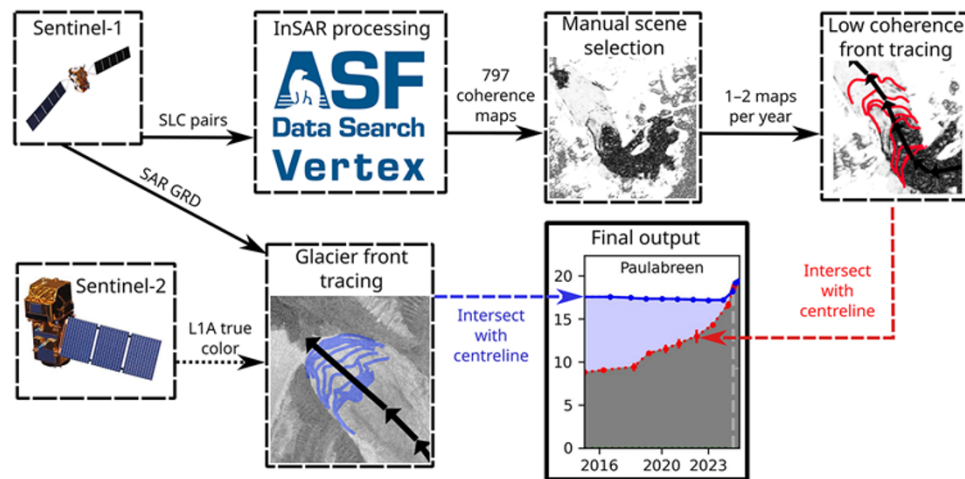 Sentinel-1
InSAR processing
ASF
Data Search
Vertex
Manual scene
selection
Low coherence
front tracing
SLC pairs
797
coherence
maps
1–2 maps
per year
SAR GRD
Sentinel-2
L1A true
color
Glacier front
tracing
Intersect
with
centreline
Final output
Paulabreen
20
15
10
5
0
2016
2020
2023
Intersect
with
centreline